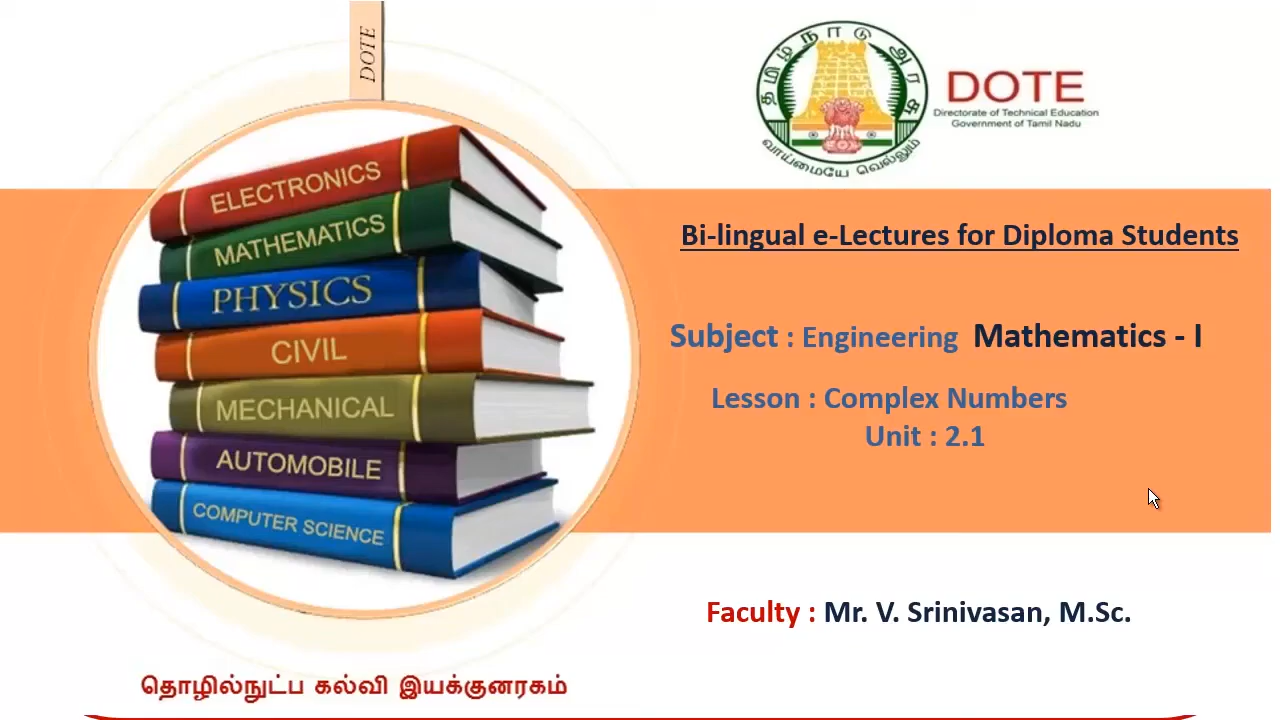 DOTE
தமிழ் நாடு அரசு
வாய்மையே வெல்லும்
DOTE
Directorate of Technical Education
Government of Tamil Nadu
Bi-lingual e-Lectures for Diploma Students
Subject : Engineering Mathematics - I
Lesson : Complex Numbers
Unit : 2.1
ELECTRONICS
MATHEMATICS
PHYSICS
CIVIL
MECHANICAL
AUTOMOBILE
COMPUTER SCIENCE
Faculty : Mr. V. Srinivasan, M.Sc.
தொழில்நுட்ப கல்வி இயக்குனரகம்